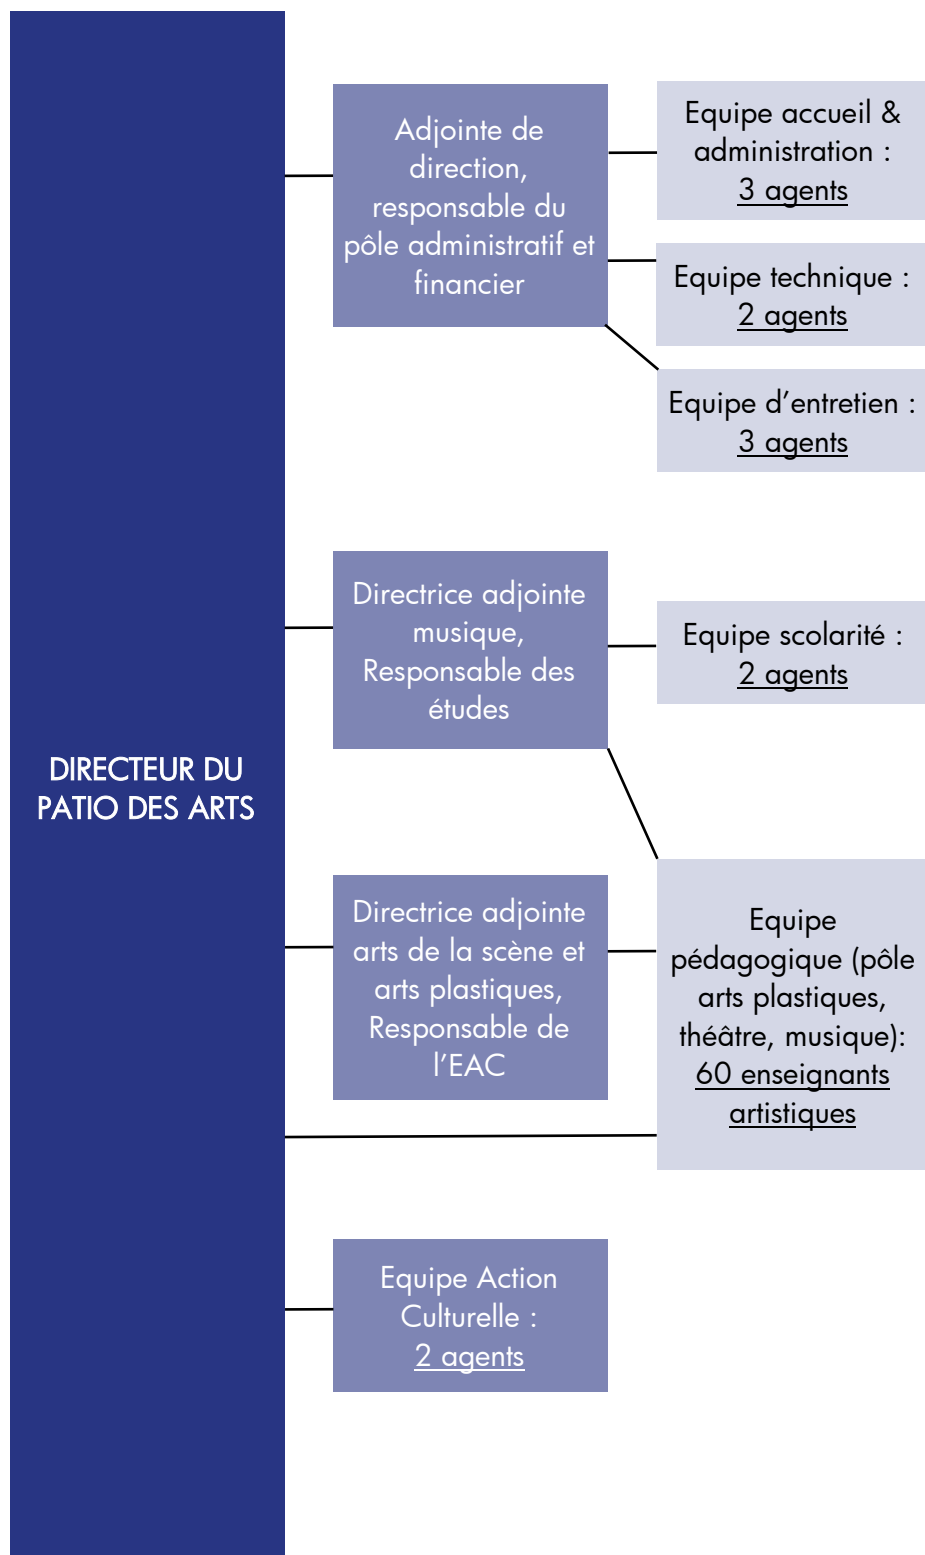 DIRECTEUR DU
PATIO DES ARTS
Adjointe de
direction,
responsable du
pôle administratif et
financier
Equipe accueil &
administration :
3 agents
Equipe technique :
2 agents
Equipe d’entretien :
3 agents
Directrice adjointe
musique,
Responsable des
études
Equipe scolarité :
2 agents
Directrice adjointe
arts de la scène et
arts plastiques,
Responsable de
l’EAC
Equipe
pédagogique (pôle
arts plastiques,
théâtre, musique):
60 enseignants
artistiques
Equipe Action
Culturelle :
2 agents